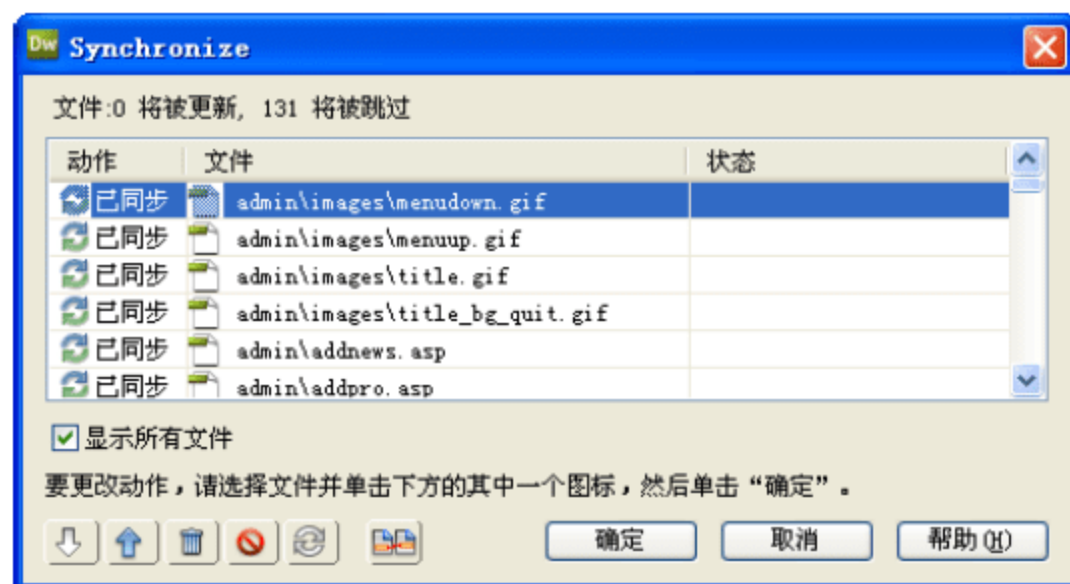 Dw Synchronize
文件:0 将被更新, 131 将被跳过
动作 文件 状态
已同步 admin\images\menudown.gif
已同步 admin\images\menuup.gif
已同步 admin\images\title.gif
已同步 admin\images\title_bg_quit.gif
已同步 admin\addnews.asp
已同步 admin\addpro.asp
显示所有文件
要更改动作，请选择文件并单击下方的其中一个图标，然后单击“确定”。
确定 取消 帮助(H)